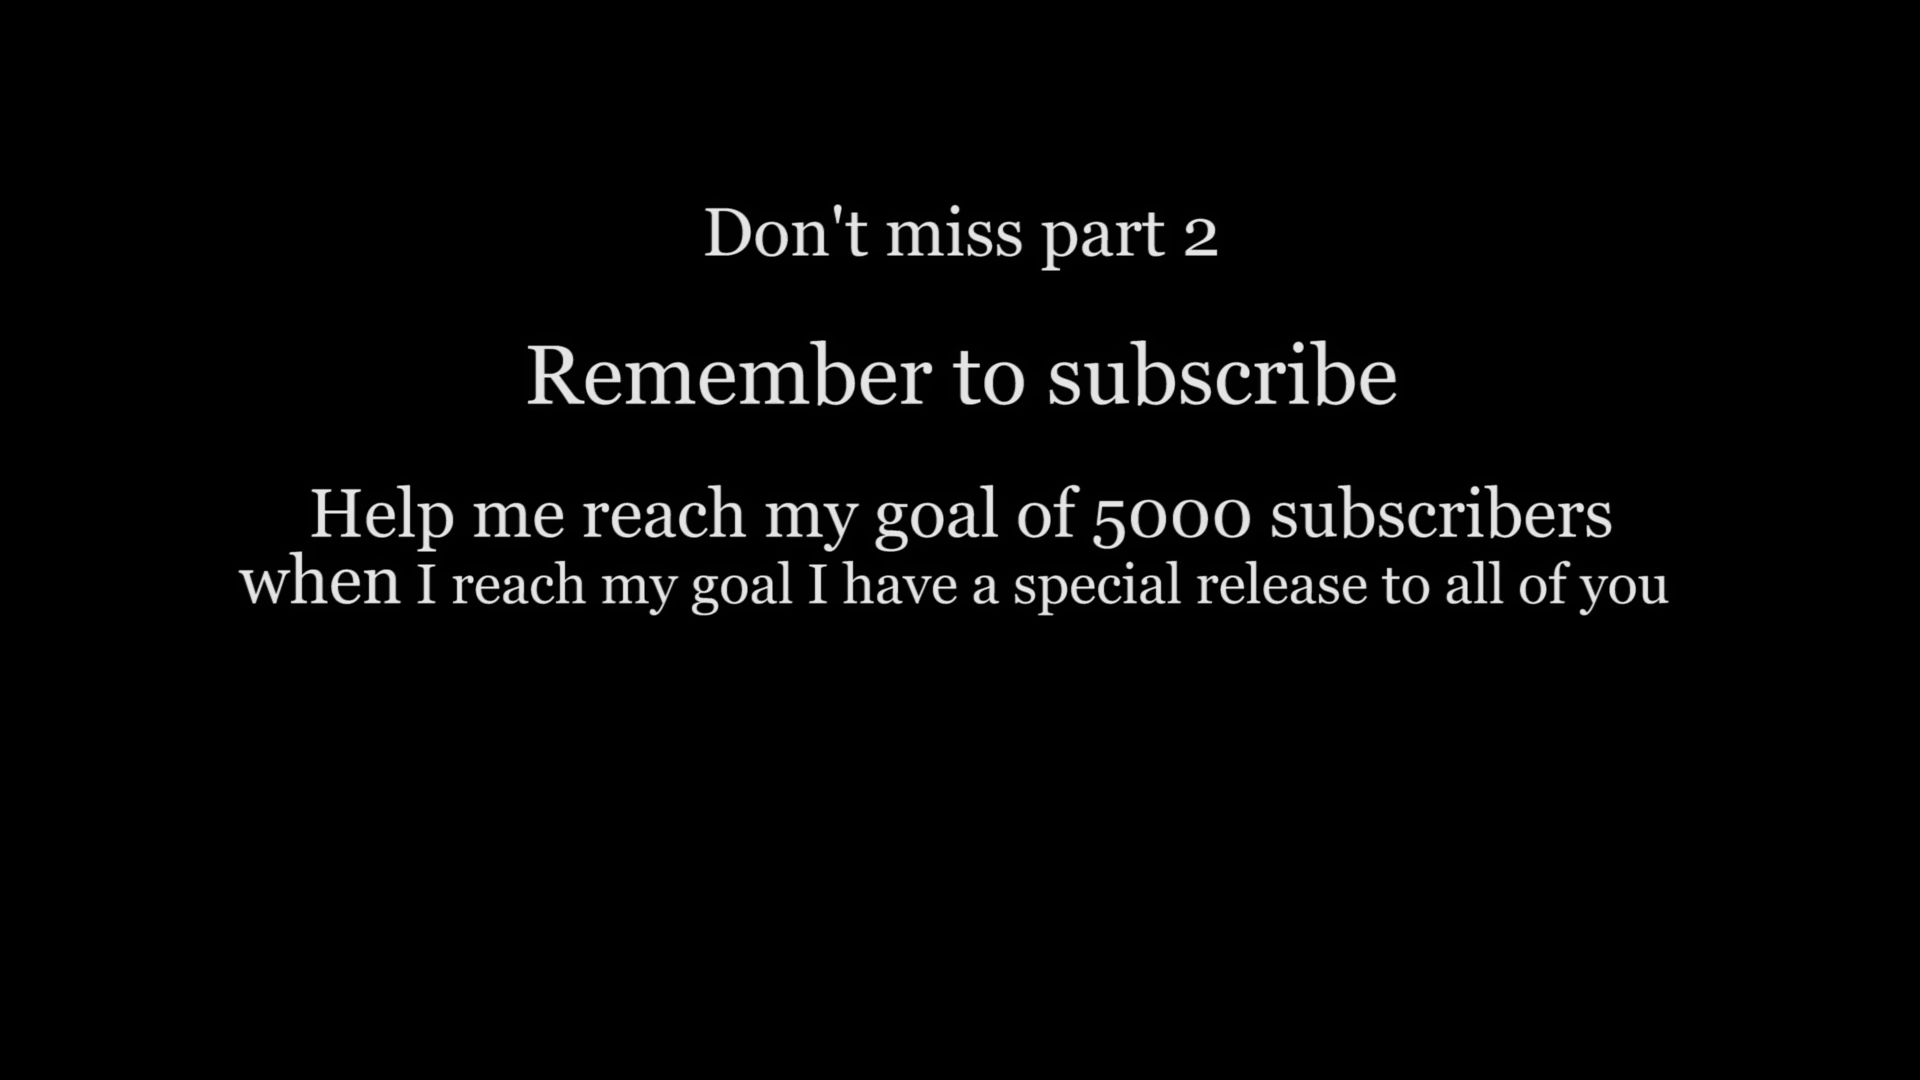 Don't miss part 2
Remember to subscribe
Help me reach my goal of 5000 subscribers
when I reach my goal I have a special release to all of you